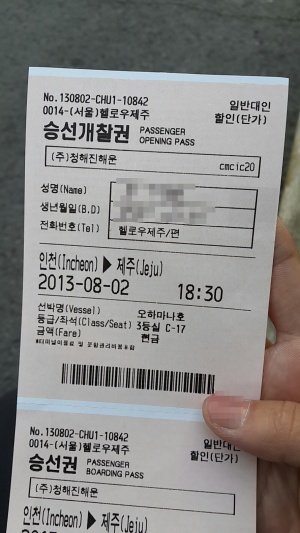 No.130802-CHU1-10842 일반대인
0014-(서울)헬로우제주 할인(단가)
승선개찰권 PASSENGER
OPENING PASS
(주)청해진해운 cmcic20
성명(Name)
생년월일(B.D)
전화번호(Tel) 헬로우제주/편
인천(Incheon) ▶ 제주(Jeju)
2013-08-02 18:30
선박명(Vessel) 오하마나호
등급/좌석(Class/Seat) 3등실 C-17
금액(Fare) 현금
No.130802-CHU1-10842 일반대인
0014-(서울)헬로우제주 할인(단가)
승선권 PASSENGER
BOARDING PASS
(주)청해진해운
인천(Incheon) ▶ 제주(Jeju)